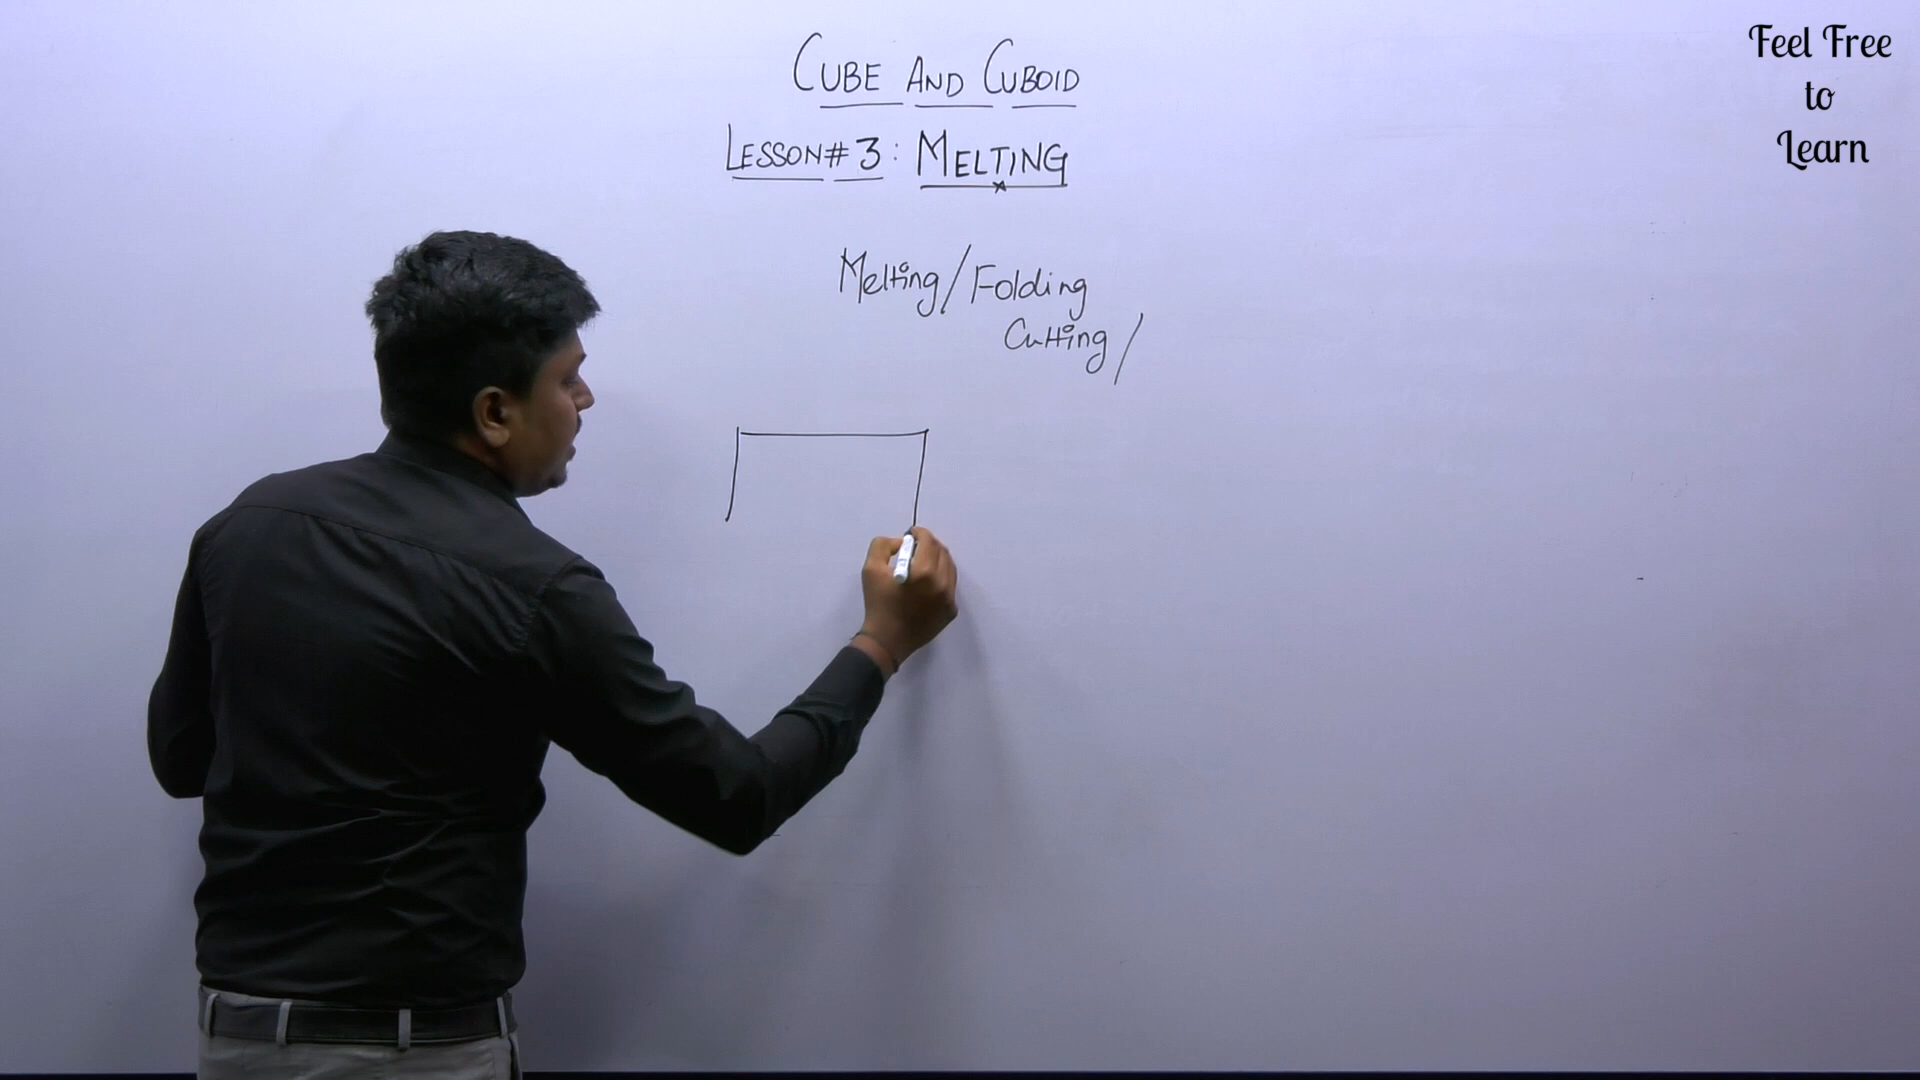 CUBE AND CUBOID
LESSON# 3 : MELTING
Melting/Folding
Cutting/
Feel Free
to
Learn